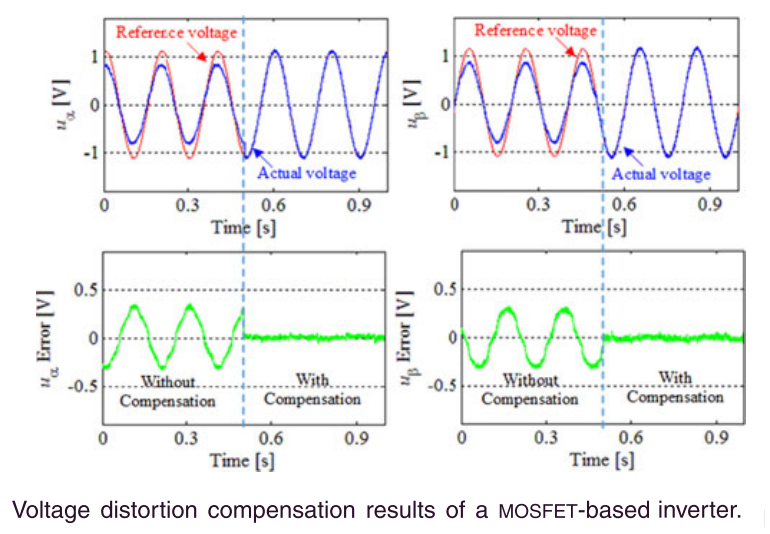 Reference voltage
1
0
-1
uα [V]
Actual voltage
0
0.3
0.6
0.9
Time [s]
Reference voltage
1
0
-1
uβ [V]
Actual voltage
0
0.3
0.6
0.9
Time [s]
0.5
0
-0.5
uα Error [V]
Without
Compensation
With
Compensation
0
0.3
0.6
0.9
Time [s]
0.5
0
-0.5
uβ Error [V]
Without
Compensation
With
Compensation
0
0.3
0.6
0.9
Time [s]
Voltage distortion compensation results of a MOSFET-based inverter.